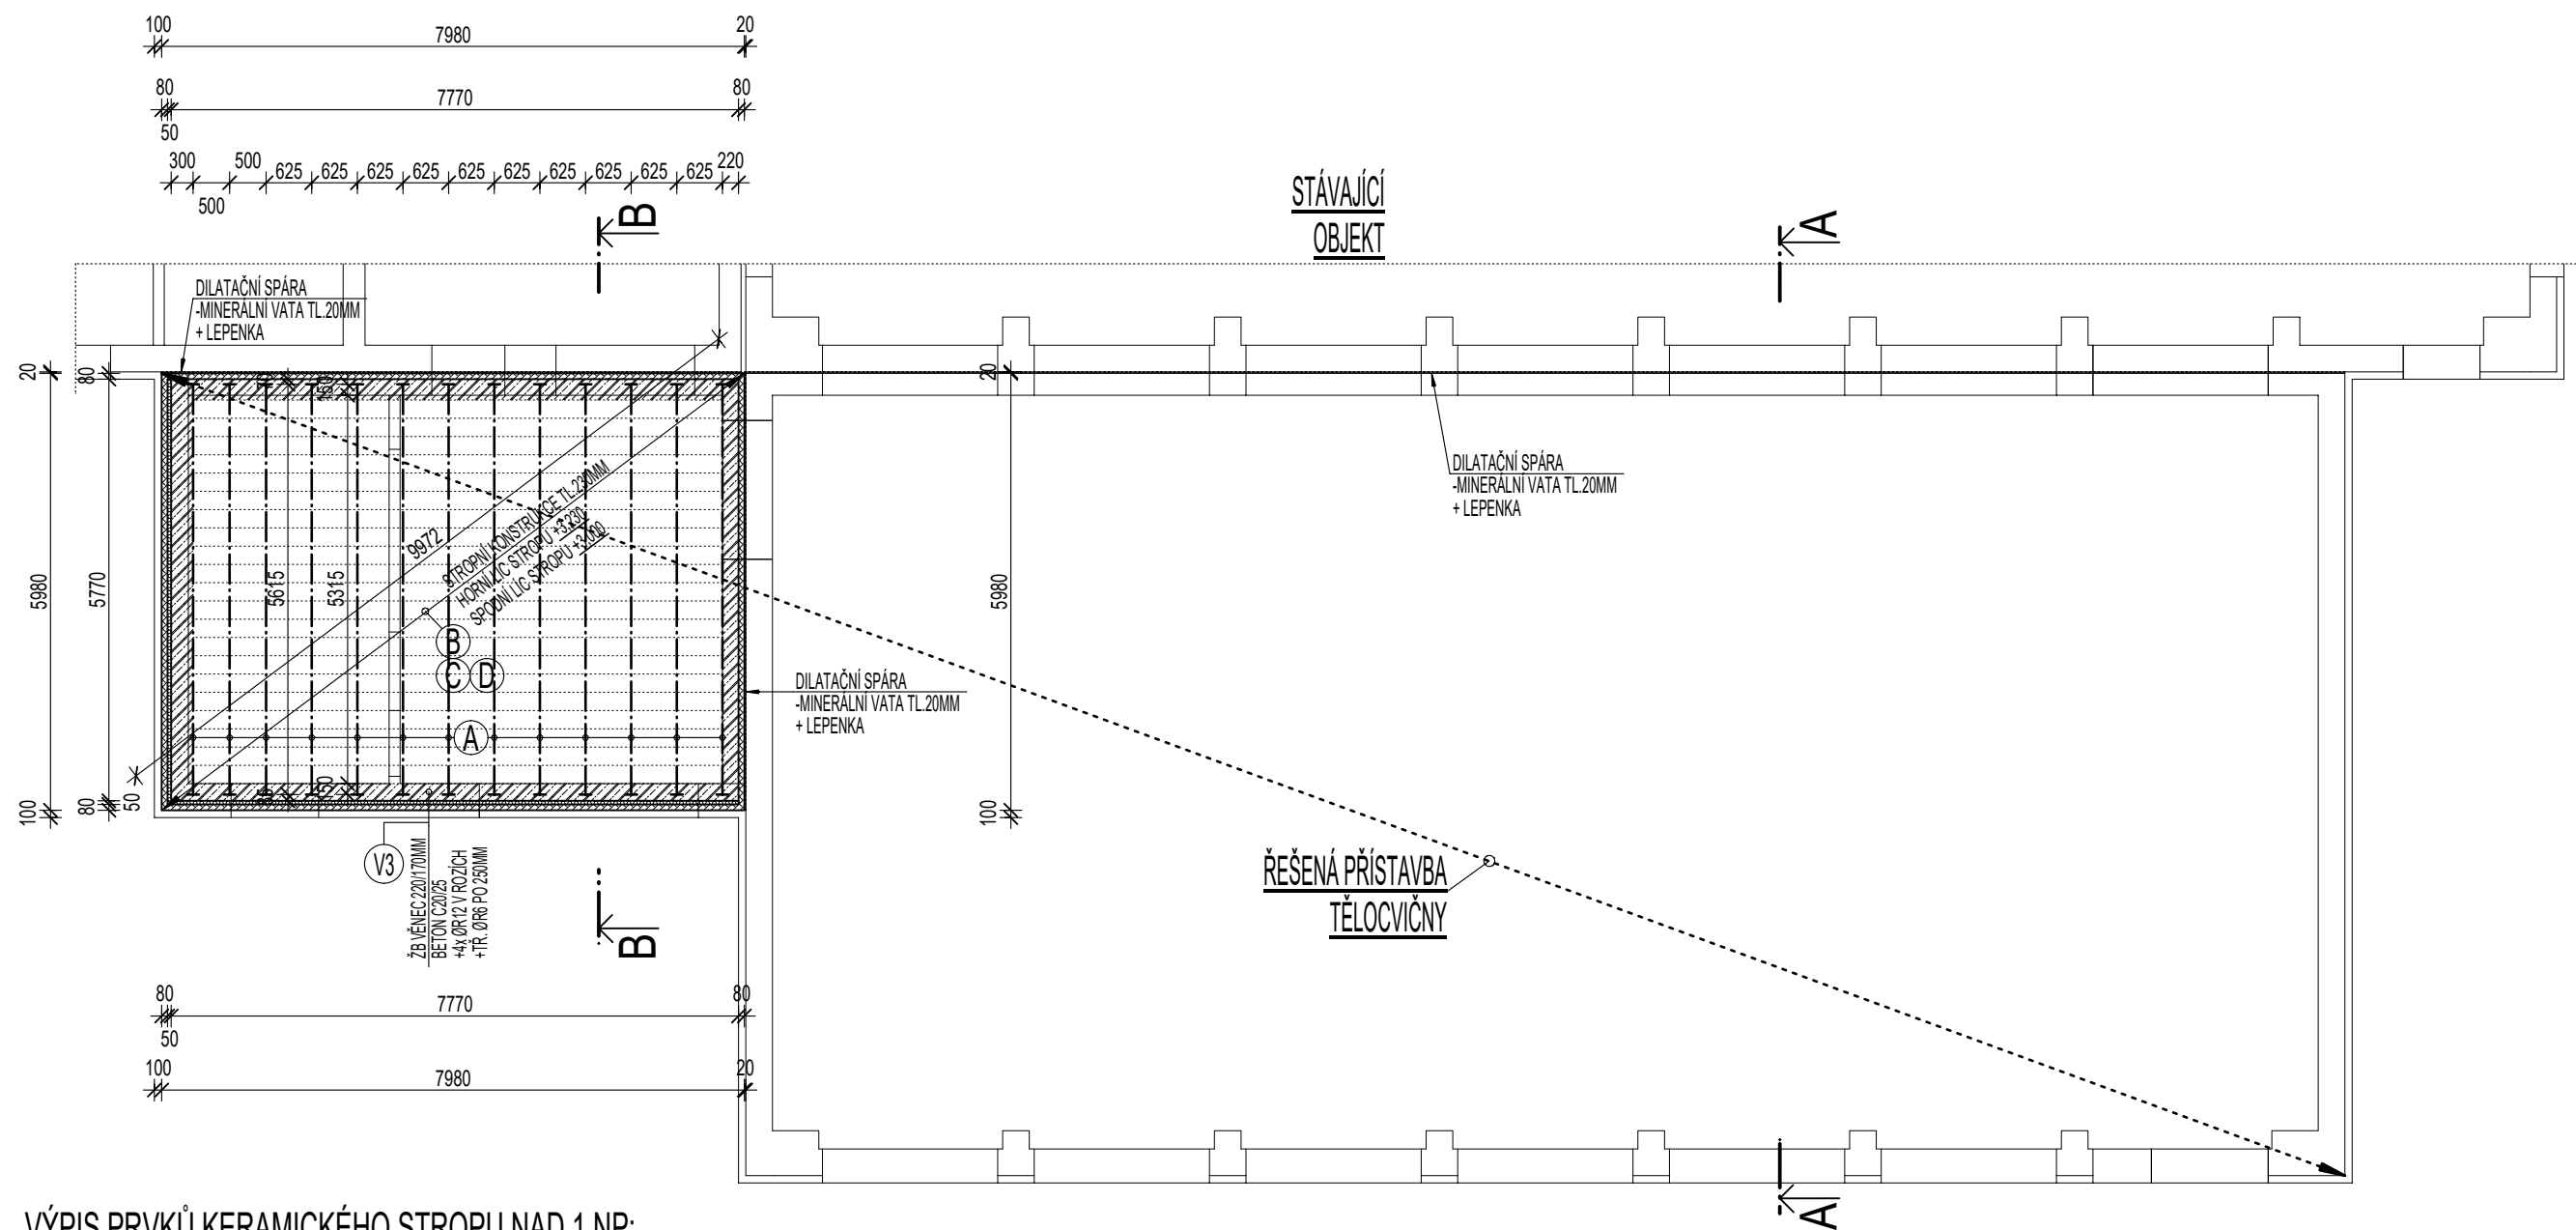 100 7980 20
80 7770 80
50
300 500 625 625 625 625 625 625 625 625 625 625 220
500
B
STÁVAJÍCÍ
OBJEKT
A
DILATAČNÍ SPÁRA
-MINERÁLNÍ VATA TL.20MM
+ LEPENKA
20
80
70
150
20
DILATAČNÍ SPÁRA
-MINERÁLNÍ VATA TL.20MM
+ LEPENKA
9972
STROPNÍ KONSTRUKCE TL.230MM
HORNÍ LÍC STROPU +3,230
SPODNÍ LÍC STROPU +3,000
5980
5770
5615
5315
5980
B
C D
A
DILATAČNÍ SPÁRA
-MINERÁLNÍ VATA TL.20MM
+ LEPENKA
100
80
50
85
150
100
V3
ŽB VĚNEC 220/170MM
BETON C20/25
+4x ØR12 V ROZÍCH
+TŘ. ØR6 PO 250MM
B
ŘEŠENÁ PŘÍSTAVBA
TĚLOCVIČNY
80 7770 80
50
100 7980 20
A
VÝPIS PRVKŮ KERAMICKÉHO STROPU NAD 1.NP: